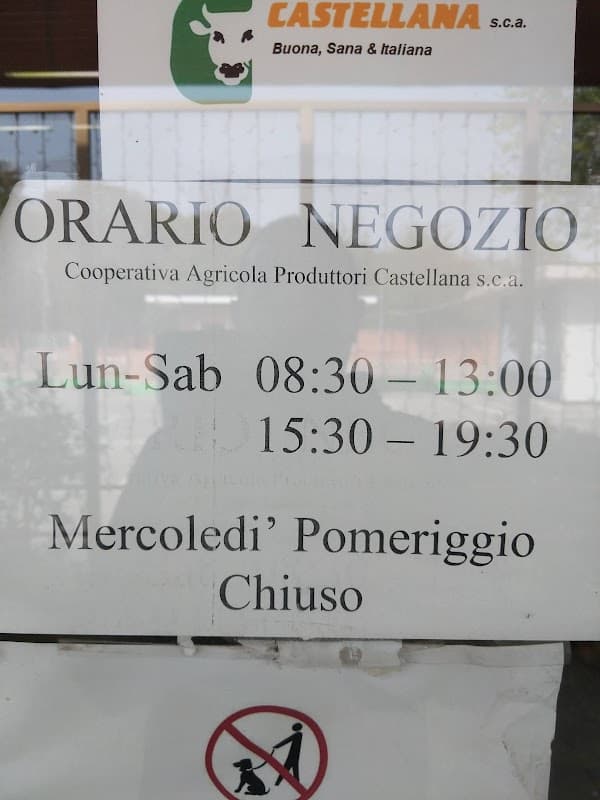 CASTELLANA s.c.a.
Buona, Sana & Italiana
ORARIO NEGOZIO
Cooperativa Agricola Produttori Castellana s.c.a.
Lun-Sab 08:30 – 13:00
15:30 – 19:30
Mercoledi’ Pomeriggio
Chiuso